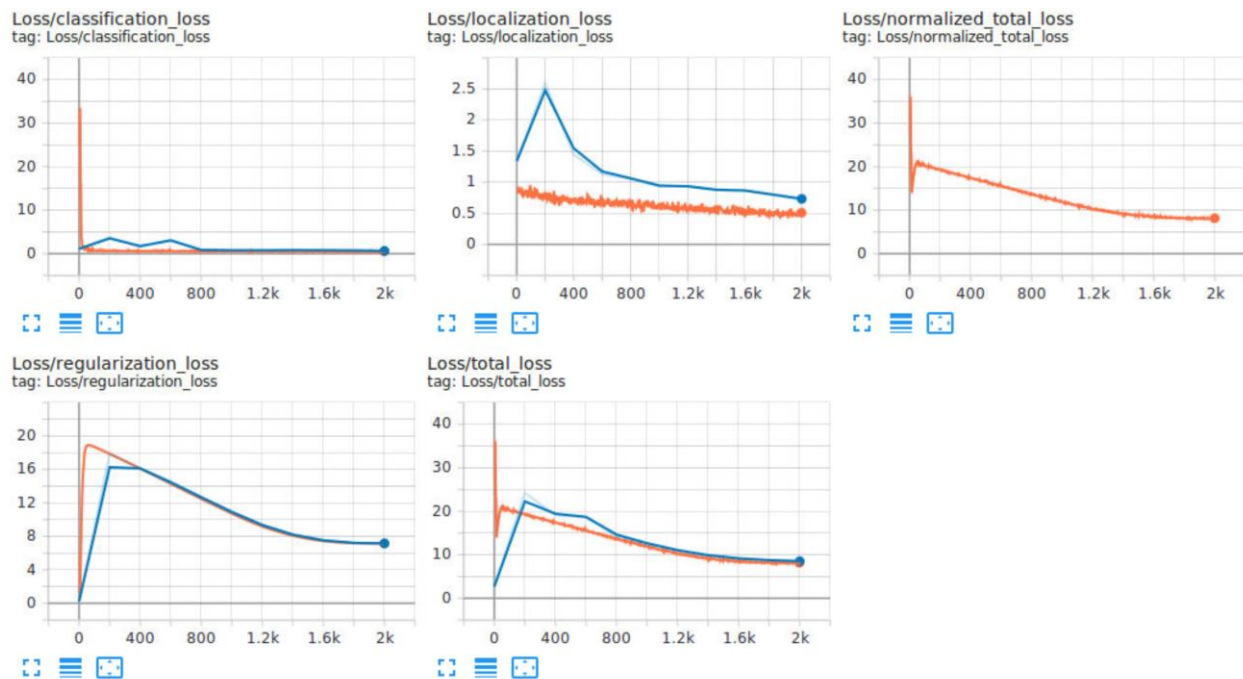 Loss/classification_loss
tag: Loss/classification_loss
40
30
20
10
0
0 400 800 1.2k 1.6k 2k
Loss/localization_loss
tag: Loss/localization_loss
2.5
2
1.5
1
0.5
0
0 400 800 1.2k 1.6k 2k
Loss/normalized_total_loss
tag: Loss/normalized_total_loss
40
30
20
10
0
0 400 800 1.2k 1.6k 2k
Loss/regularization_loss
tag: Loss/regularization_loss
20
16
12
8
4
0
0 400 800 1.2k 1.6k 2k
Loss/total_loss
tag: Loss/total_loss
40
30
20
10
0
0 400 800 1.2k 1.6k 2k